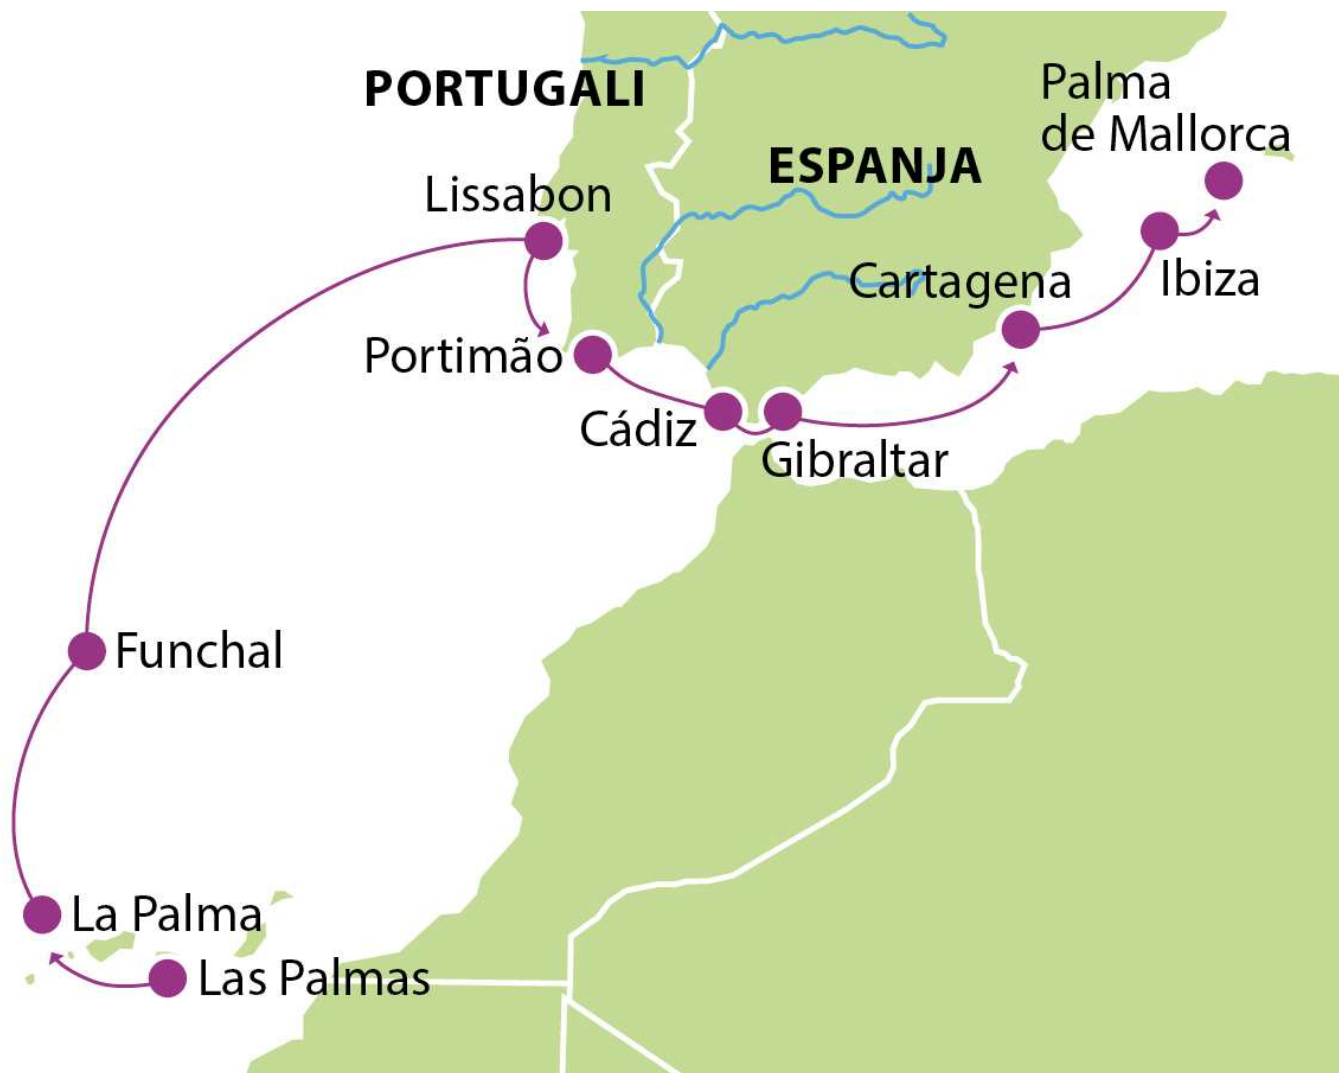 PORTUGALI
ESPANJA
Palma
de Mallorca
Lissabon
Cartagena
Ibiza
Portimão
Cádiz
Gibraltar
Funchal
La Palma
Las Palmas